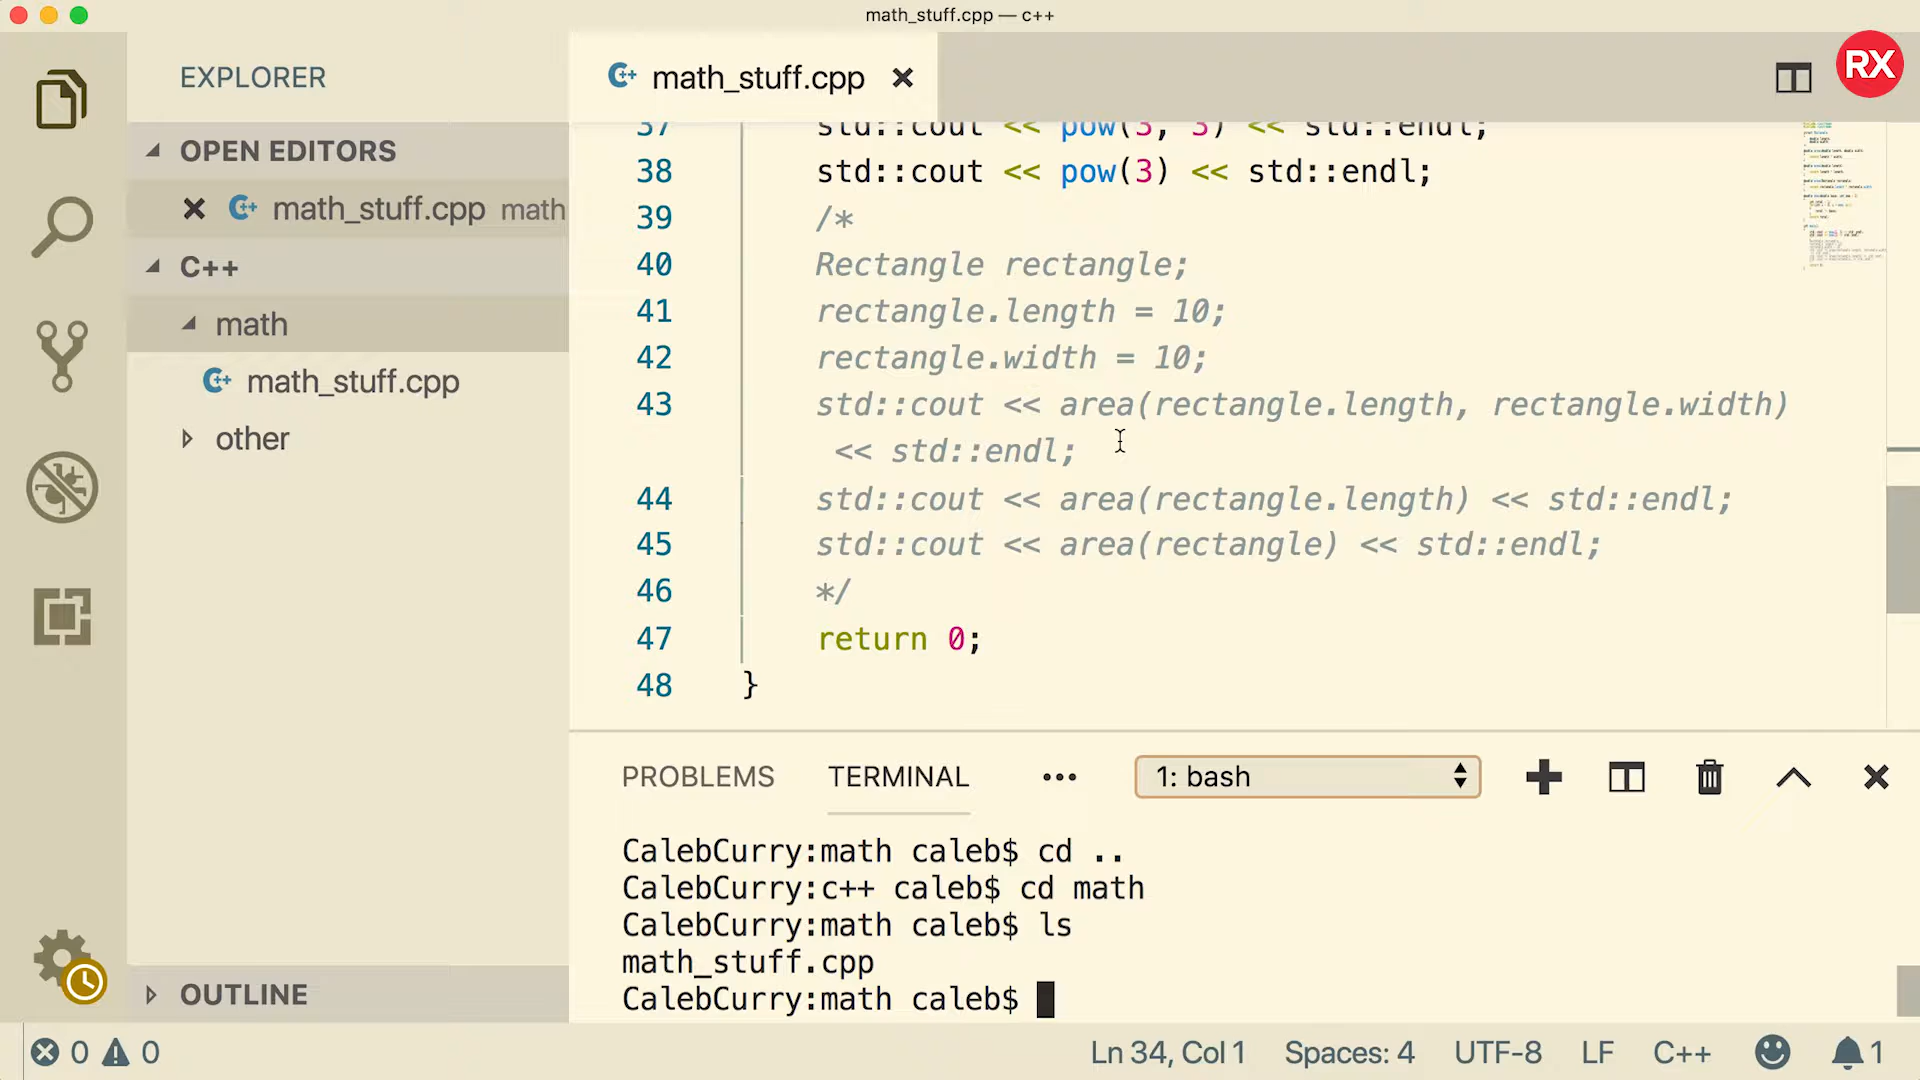 math_stuff.cpp — c++
RX
EXPLORER
OPEN EDITORS
math_stuff.cpp math
C++
math
math_stuff.cpp
other
OUTLINE
math_stuff.cpp
37 std::cout << pow(3, 3) << std::endl;
38 std::cout << pow(3) << std::endl;
39 /*
40 Rectangle rectangle;
41 rectangle.length = 10;
42 rectangle.width = 10;
43 std::cout << area(rectangle.length, rectangle.width)
<< std::endl;
44 std::cout << area(rectangle.length) << std::endl;
45 std::cout << area(rectangle) << std::endl;
46 */
47 return 0;
48 }
PROBLEMS TERMINAL ••• 1: bash
CalebCurry:math caleb$ cd ..
CalebCurry:c++ caleb$ cd math
CalebCurry:math caleb$ ls
math_stuff.cpp
CalebCurry:math caleb$
0 0 Ln 34, Col 1 Spaces: 4 UTF-8 LF C++ 1